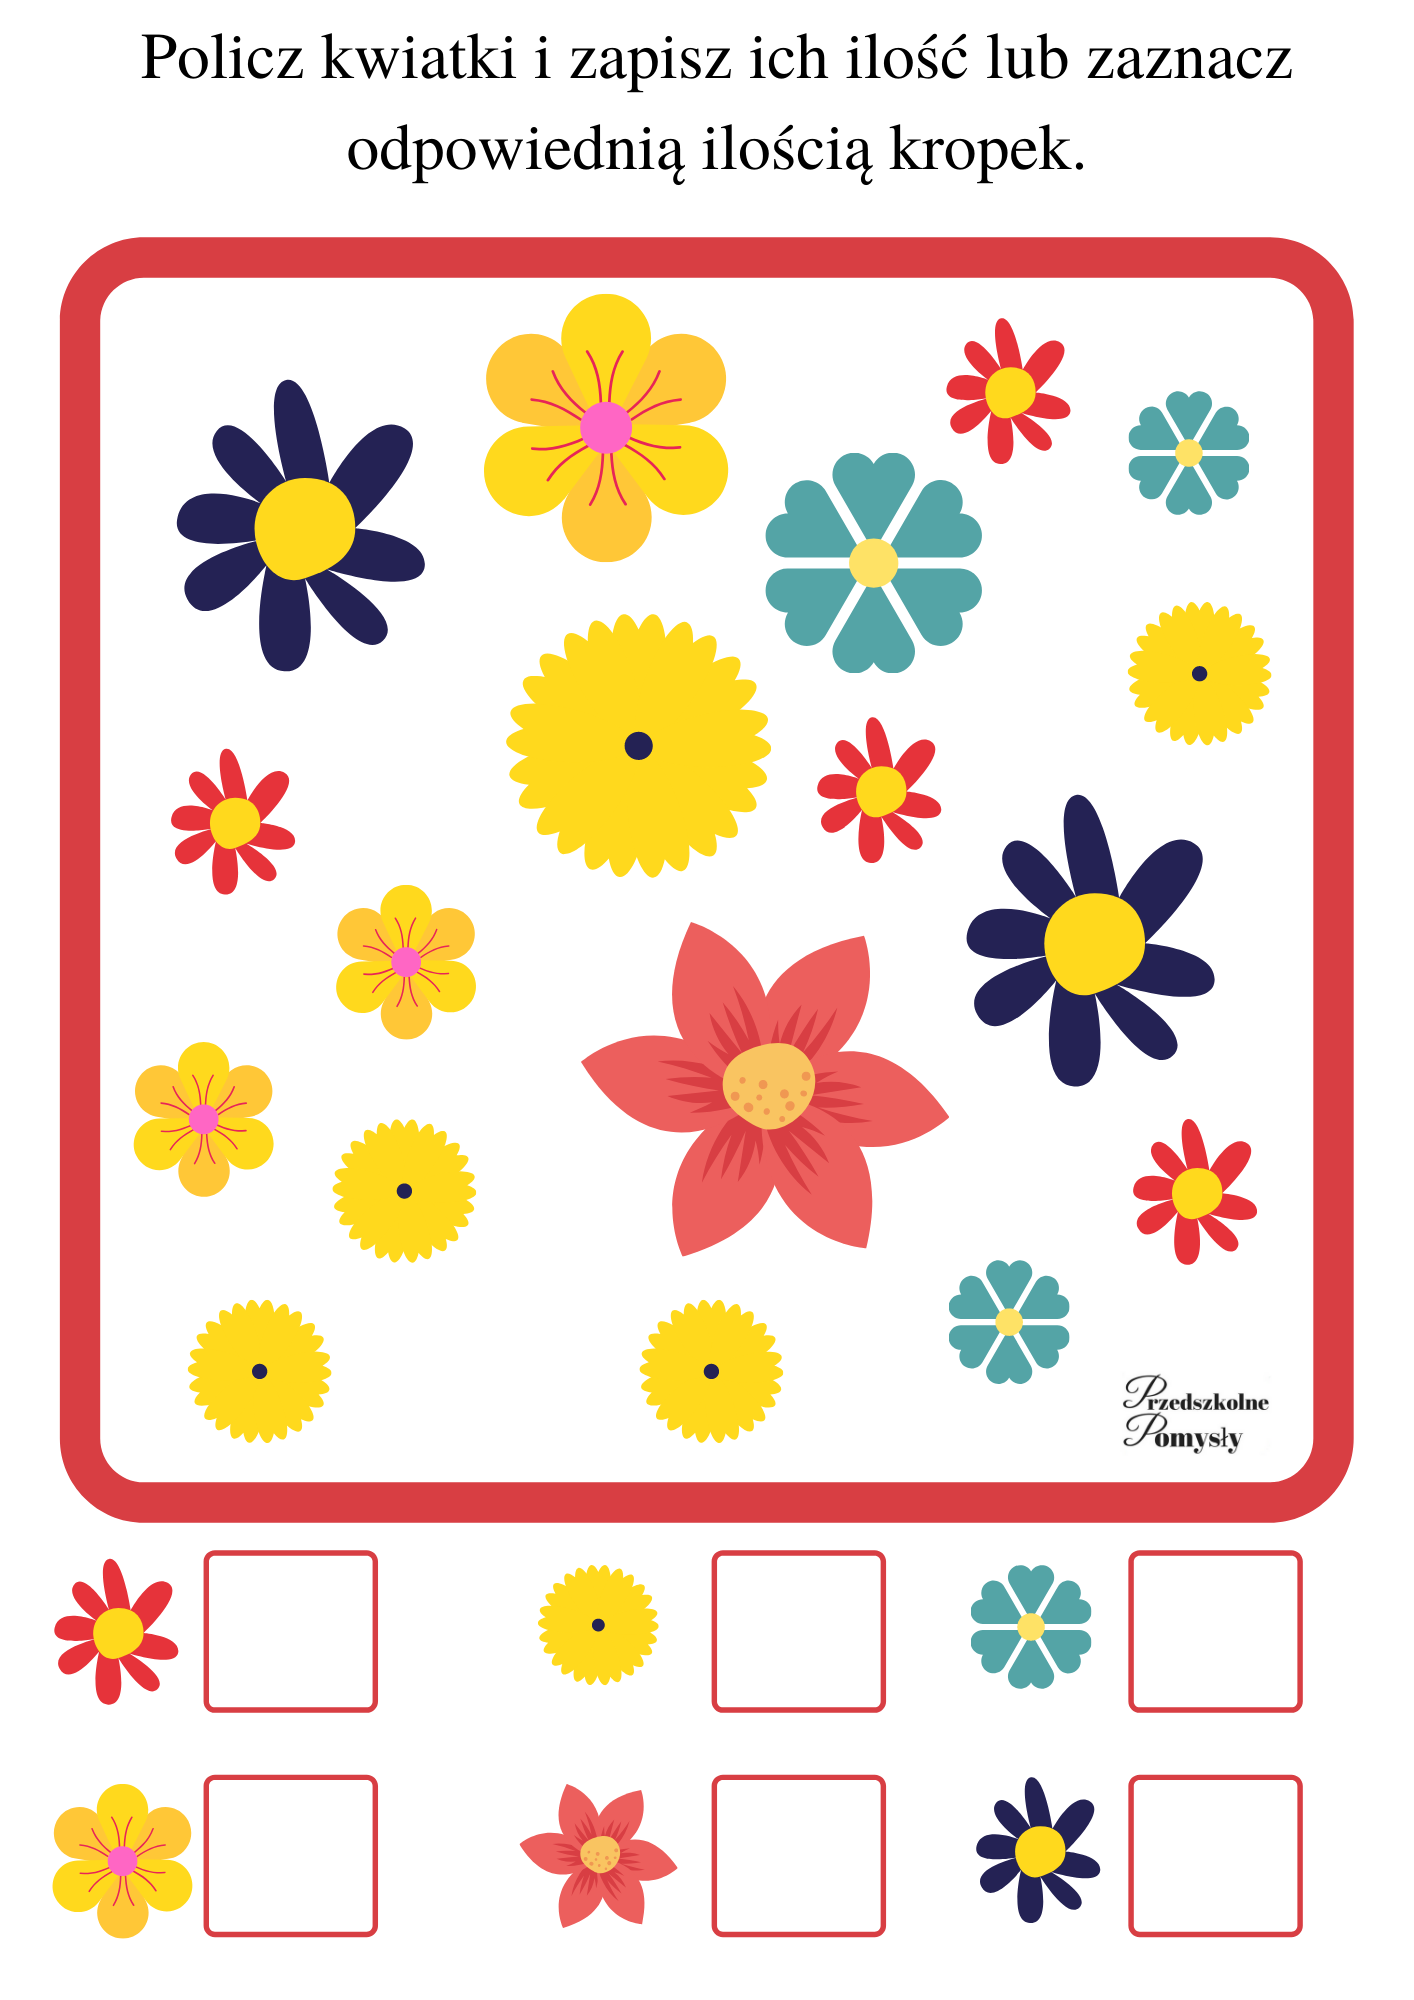 Policz kwiatki i zapisz ich ilość lub zaznacz
odpowiednią ilością kropek.
Przedszkolne
Pomysły